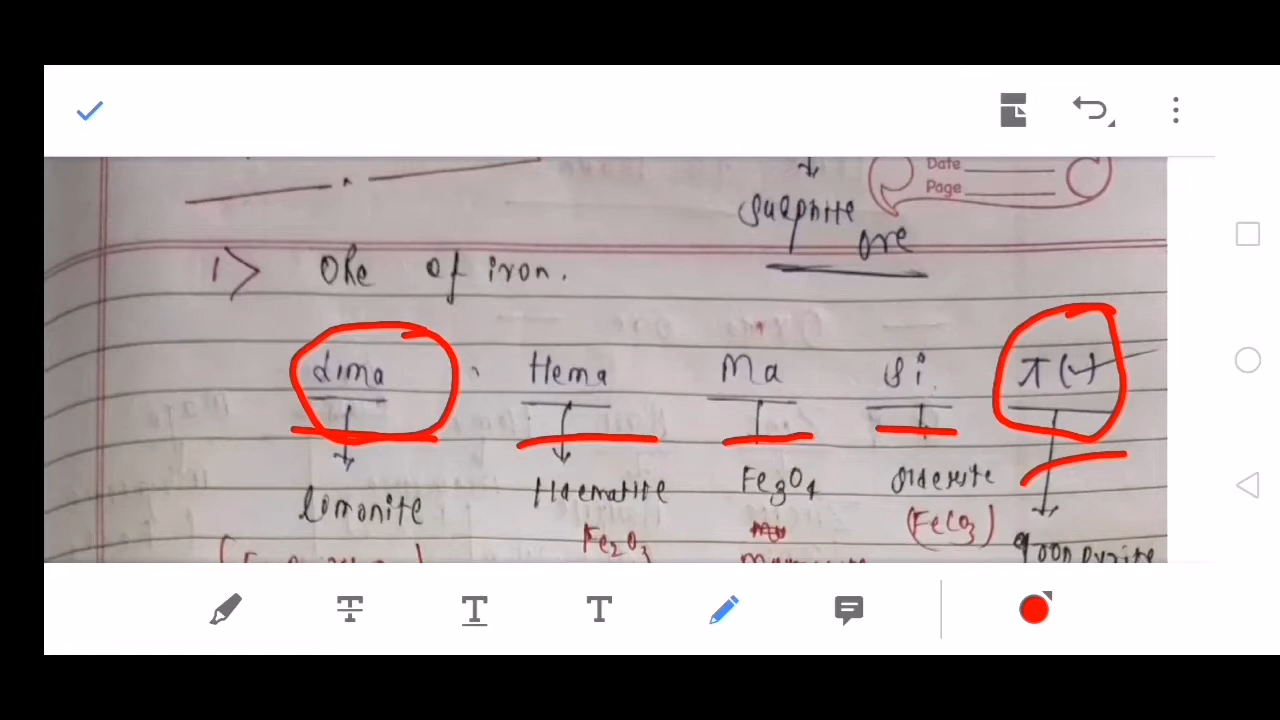 Date
Page
sulphite
ore
1> Ore of iron.
Lima Hema Ma Si π(r)
limonite Haematite Fe3O4 siderite
Fe2O3 (FeCO3) iron pyrite
T T T